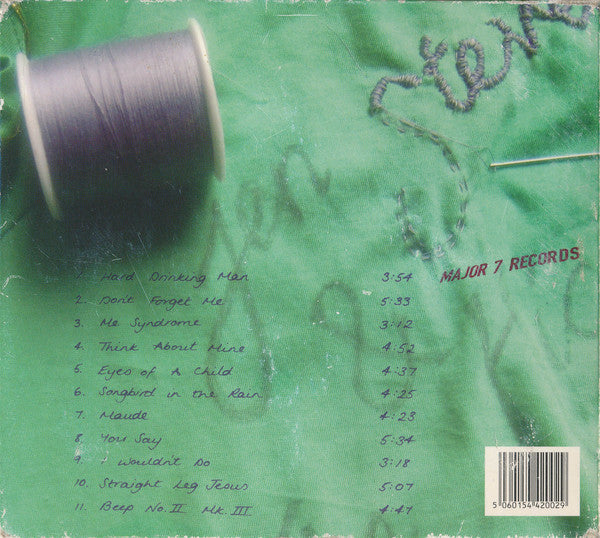 MAJOR 7 RECORDS
1. Hard Drinking Man 3:54
2. Don't Forget Me 5:33
3. Me Syndrome 3:12
4. Think About Mine 4:52
5. Eyes of A Child 4:37
6. Songbird in the Rain 4:25
7. Maude 4:23
8. You Say 5:34
9. I Wouldn't Do 3:18
10. Straight Leg Jesus 5:07
11. Beep No. II Mk. III 4:47
5 060154 420029